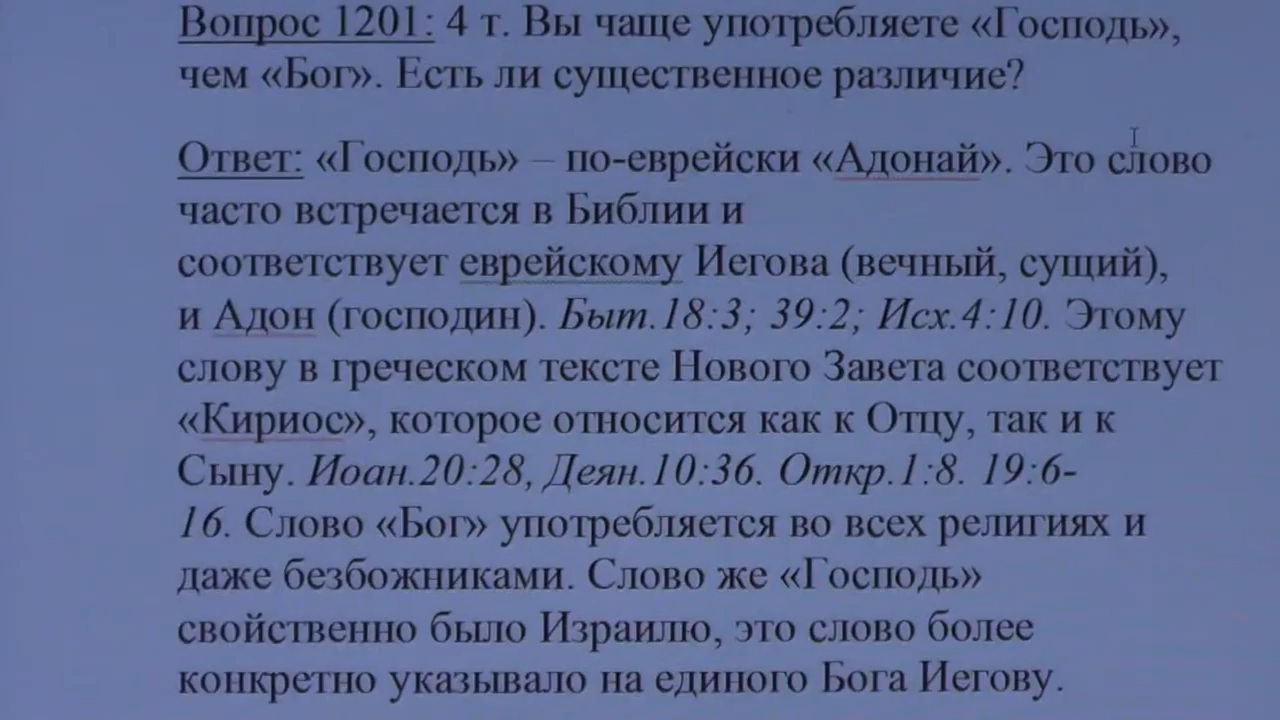 Вопрос 1201: 4 т. Вы чаще употребляете «Господь»,
чем «Бог». Есть ли существенное различие?
Ответ: «Господь» – по-еврейски «Адонай». Это слово
часто встречается в Библии и
соответствует еврейскому Иегова (вечный, сущий),
и Адон (господин). Быт.18:3; 39:2; Исх.4:10. Этому
слову в греческом тексте Нового Завета соответствует
«Кириос», которое относится как к Отцу, так и к
Сыну. Иоан.20:28, Деян.10:36. Откр.1:8. 19:6-
16. Слово «Бог» употребляется во всех религиях и
даже безбожниками. Слово же «Господь»
свойственно было Израилю, это слово более
конкретно указывало на единого Бога Иегову.